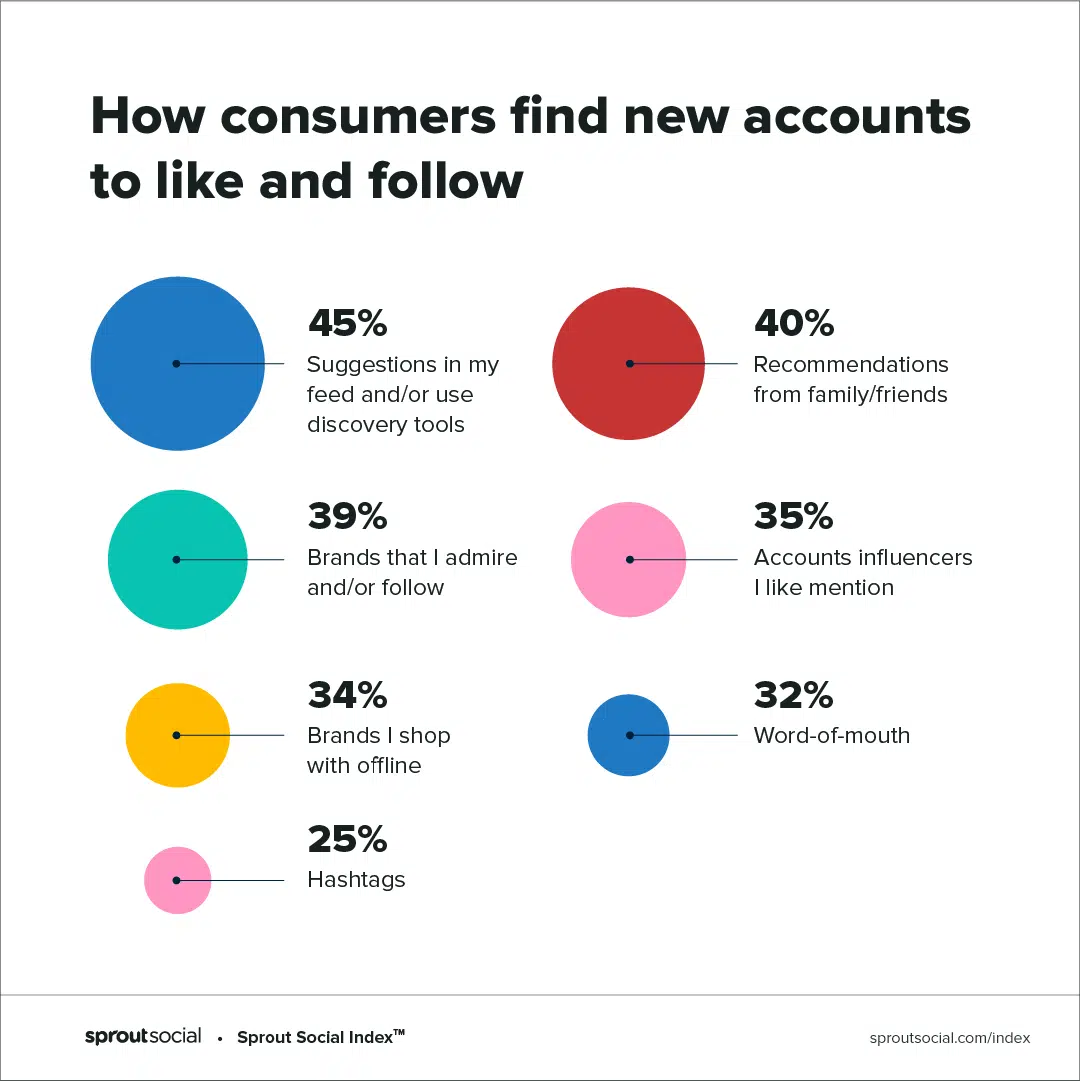 How consumers find new accounts
to like and follow
45%
Suggestions in my
feed and/or use
discovery tools
40%
Recommendations
from family/friends
39%
Brands that I admire
and/or follow
35%
Accounts influencers
I like mention
34%
Brands I shop
with offline
32%
Word-of-mouth
25%
Hashtags
sproutsocial • Sprout Social Index™
sproutsocial.com/index